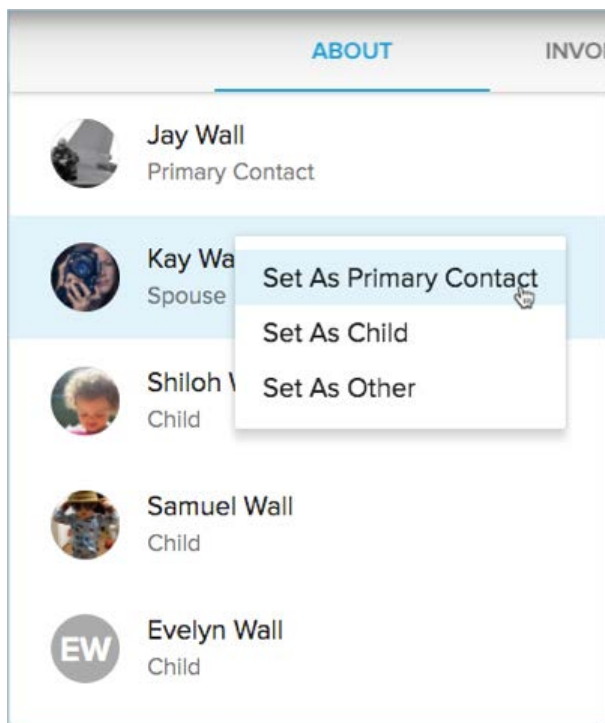 ABOUT INVO
Jay Wall
Primary Contact
Kay Wa
Spouse
Set As Primary Contact
Set As Child
Set As Other
Shiloh
Child
Samuel Wall
Child
EW
Evelyn Wall
Child